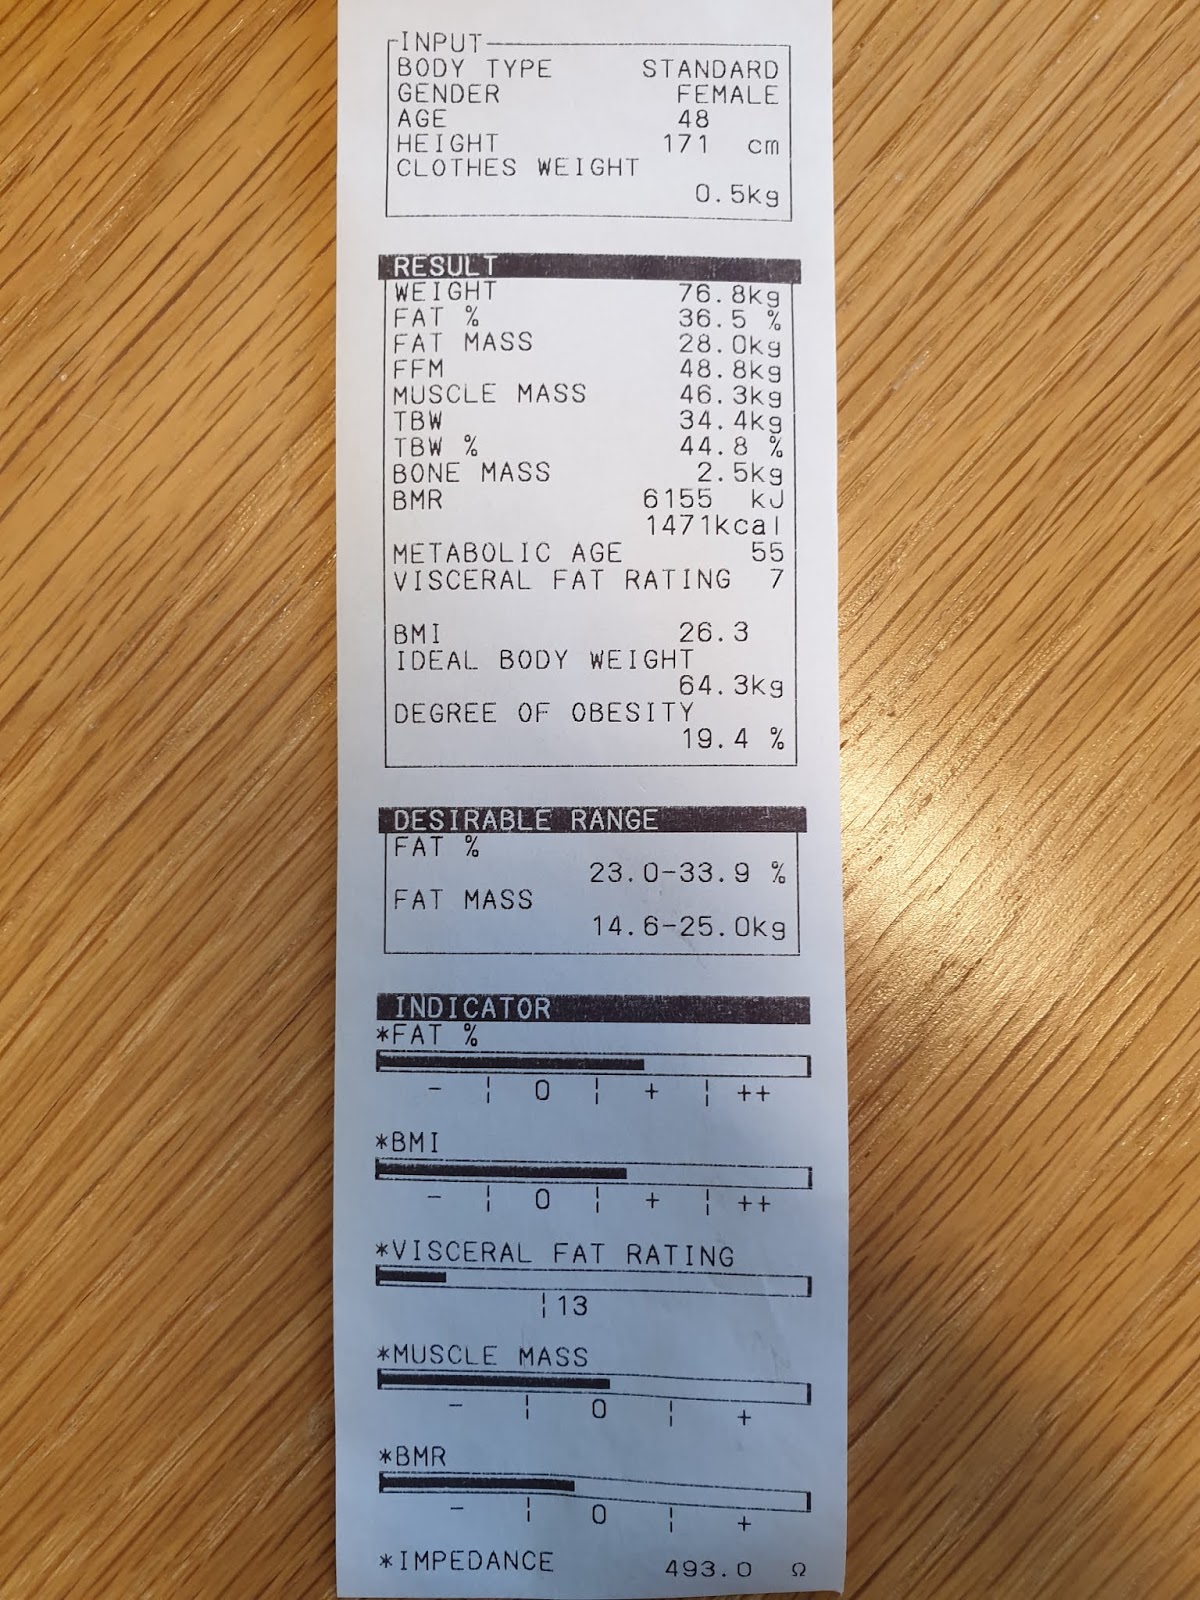 INPUT
BODY TYPE STANDARD
GENDER FEMALE
AGE 48
HEIGHT 171 cm
CLOTHES WEIGHT
0.5kg
RESULT
WEIGHT 76.8kg
FAT % 36.5 %
FAT MASS 28.0kg
FFM 48.8kg
MUSCLE MASS 46.3kg
TBW 34.4kg
TBW % 44.8 %
BONE MASS 2.5kg
BMR 6155 kJ
1471kcal
METABOLIC AGE 55
VISCERAL FAT RATING 7
BMI 26.3
IDEAL BODY WEIGHT
64.3kg
DEGREE OF OBESITY
19.4 %
DESIRABLE RANGE
FAT %
23.0-33.9 %
FAT MASS
14.6-25.0kg
INDICATOR
*FAT %
- ¦ 0 ¦ + ¦ ++
*BMI
- ¦ 0 ¦ + ¦ ++
*VISCERAL FAT RATING
¦13
*MUSCLE MASS
- ¦ 0 ¦ +
*BMR
- ¦ 0 ¦ +
*IMPEDANCE 493.0 Ω